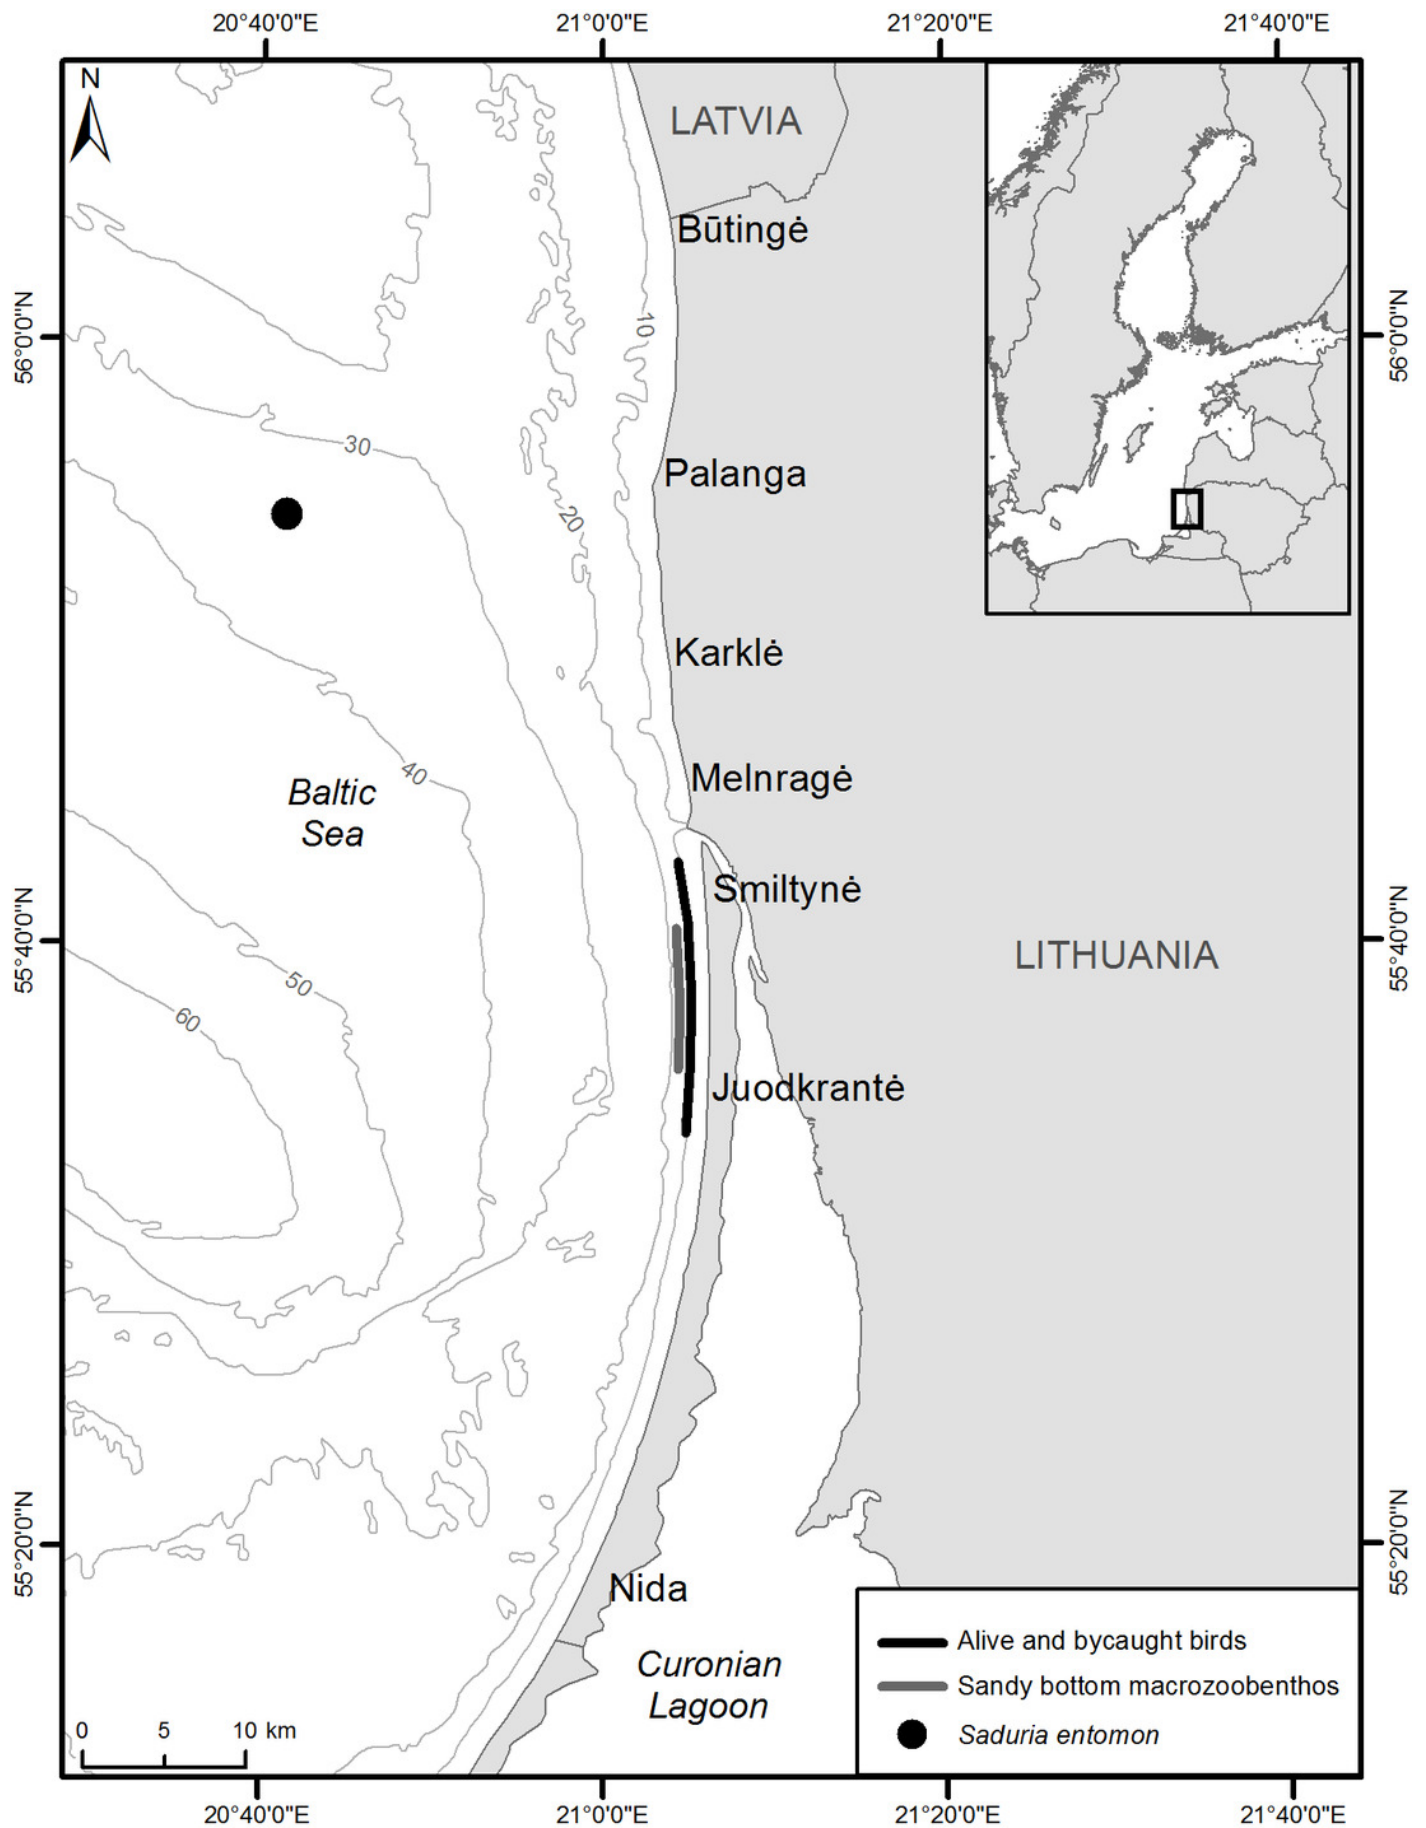 20°40'0"E
21°0'0"E
21°20'0"E
21°40'0"E
N
LATVIA
Būtingė
10
56°0'0"N
56°0'0"N
30
Palanga
20
Karklė
40
Melnragė
Baltic
Sea
Smiltynė
55°40'0"N
55°40'0"N
LITHUANIA
50
60
Juodkrantė
55°20'0"N
55°20'0"N
Nida
Curonian
Lagoon
Alive and bycaught birds
Sandy bottom macrozoobenthos
Saduria entomon
0 5 10 km
20°40'0"E
21°0'0"E
21°20'0"E
21°40'0"E